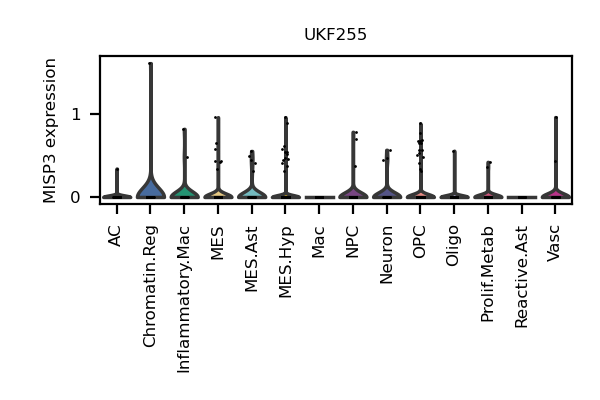 UKF255
MISP3 expression
1
0
AC
Chromatin.Reg
Inflammatory.Mac
MES
MES.Ast
MES.Hyp
Mac
NPC
Neuron
OPC
Oligo
Prolif.Metab
Reactive.Ast
Vasc